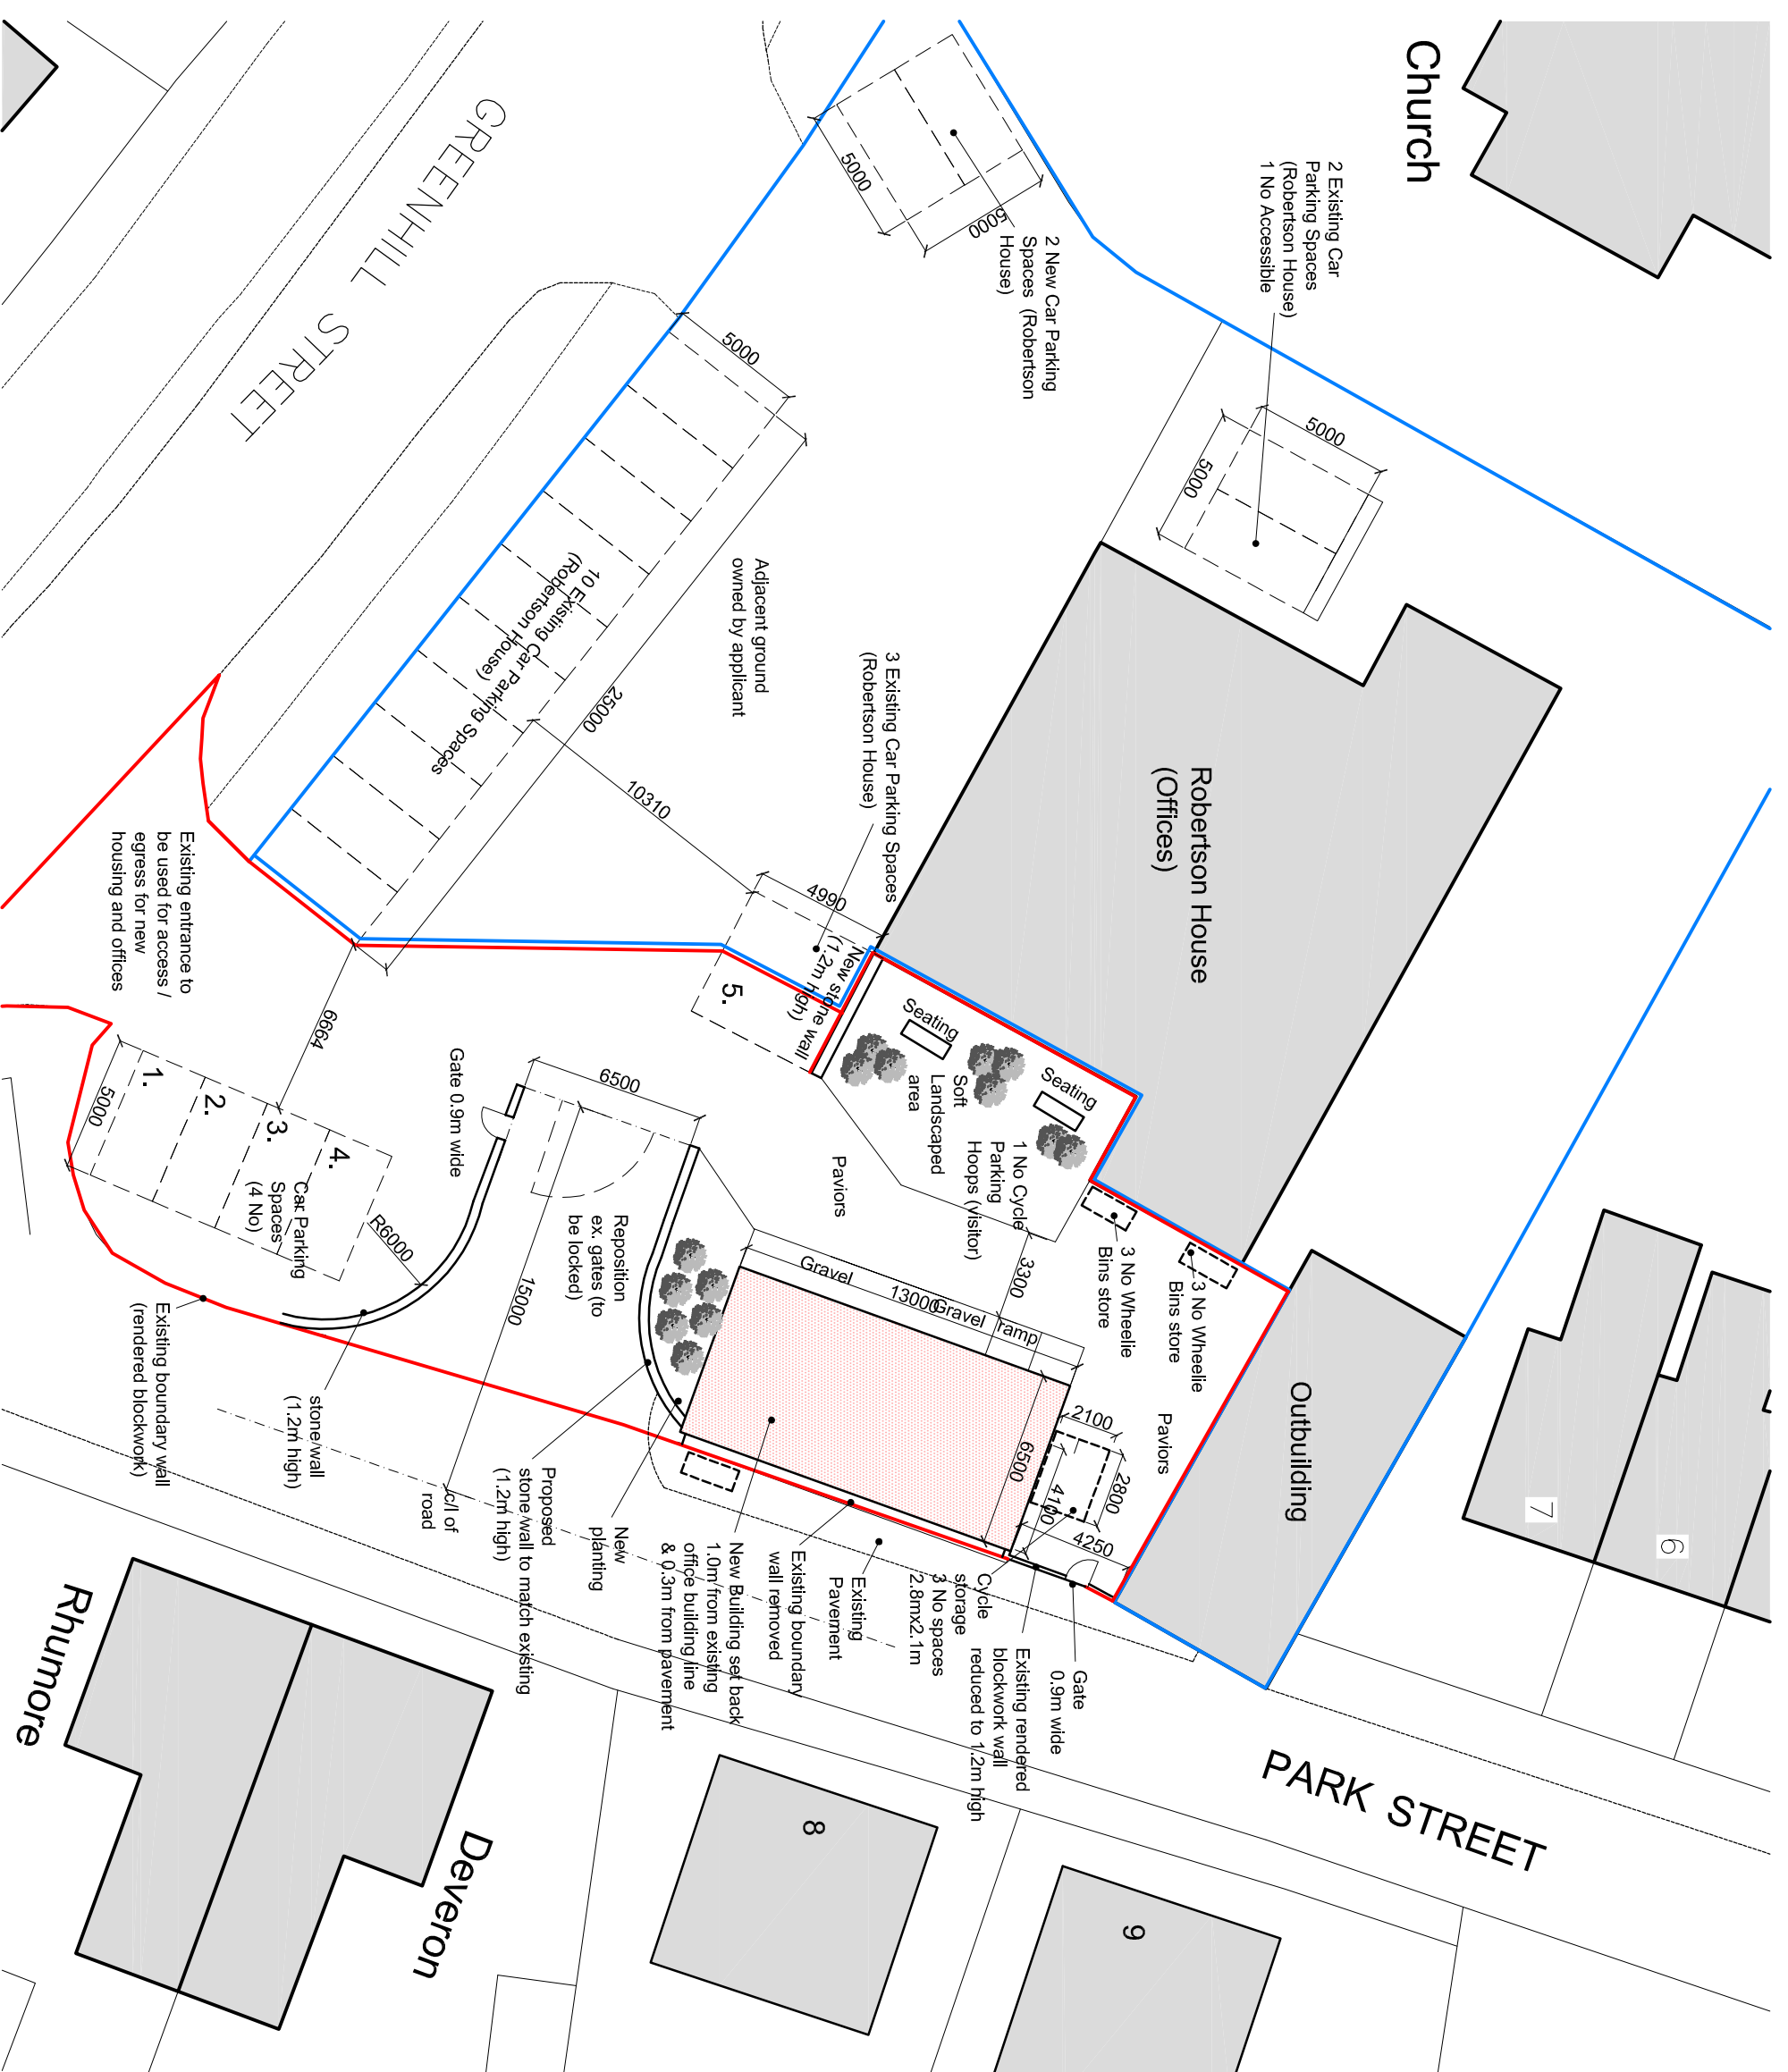 Church
2 Existing Car
Parking Spaces
(Robertson House)
1 No Accessible
5000
5000
2 New Car Parking
Spaces (Robertson
House)
5000
5000
GREENHILL STREET
5000
10 Existing Car Parking Spaces
(Robertson House)
25000
Adjacent ground
owned by applicant
10310
3 Existing Car Parking Spaces
(Robertson House)
4990
Robertson House
(Offices)
New stone wall
(1.2m high)
5.
Seating
Seating
Soft
Landscaped
area
1 No Cycle
Parking
Hoops (visitor)
3 No Wheelie
Bins store
3 No Wheelie
Bins store
Outbuilding
7
6
Paviors
Paviors
Existing entrance to
be used for access /
egress for new
housing and offices
6664
Gate 0.9m wide
6500
1.
2.
3.
4.
5000
Car Parking
Spaces
(4 No)
R6000
Reposition
ex. gates (to
be locked)
15000
Gravel
13000
Gravel ramp
3300
2100
2800
4100
6500
4250
Existing boundary wall
(rendered blockwork)
stone wall
(1.2m high)
c/l of
road
Proposed
stone wall to match existing
(1.2m high)
New
planting
New Building set back
1.0m from existing
office building line
& 0.3m from pavement
Existing boundary
wall removed
Existing
Pavement
Cycle
storage
3 No spaces
2.8mx2.1m
Existing rendered
blockwork wall
reduced to 1.2m high
Gate
0.9m wide
PARK STREET
Rhumore
Deveron
8
9